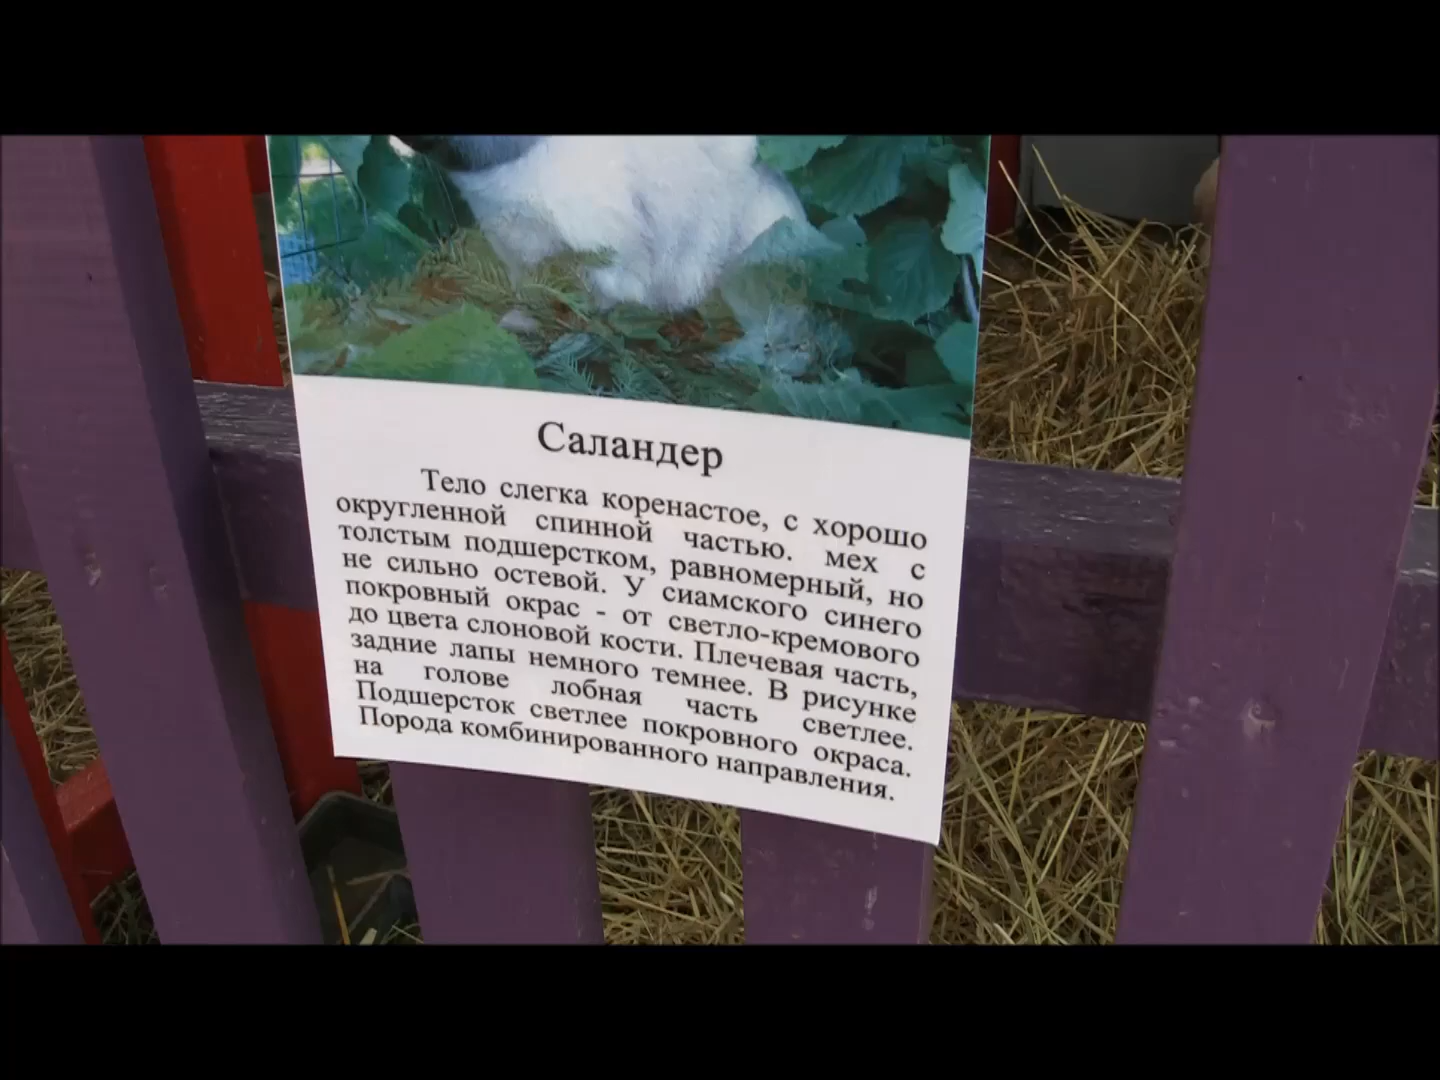 Саландер
Тело слегка коренастое, с хорошо
округленной спинной частью. мех с
толстым подшерстком, равномерный, но
не сильно остевой. У сиамского синего
покровный окрас - от светло-кремового
до цвета слоновой кости. Плечевая часть,
задние лапы немного темнее. В рисунке
на голове лобная часть светлее.
Подшерсток светлее покровного окраса.
Порода комбинированного направления.